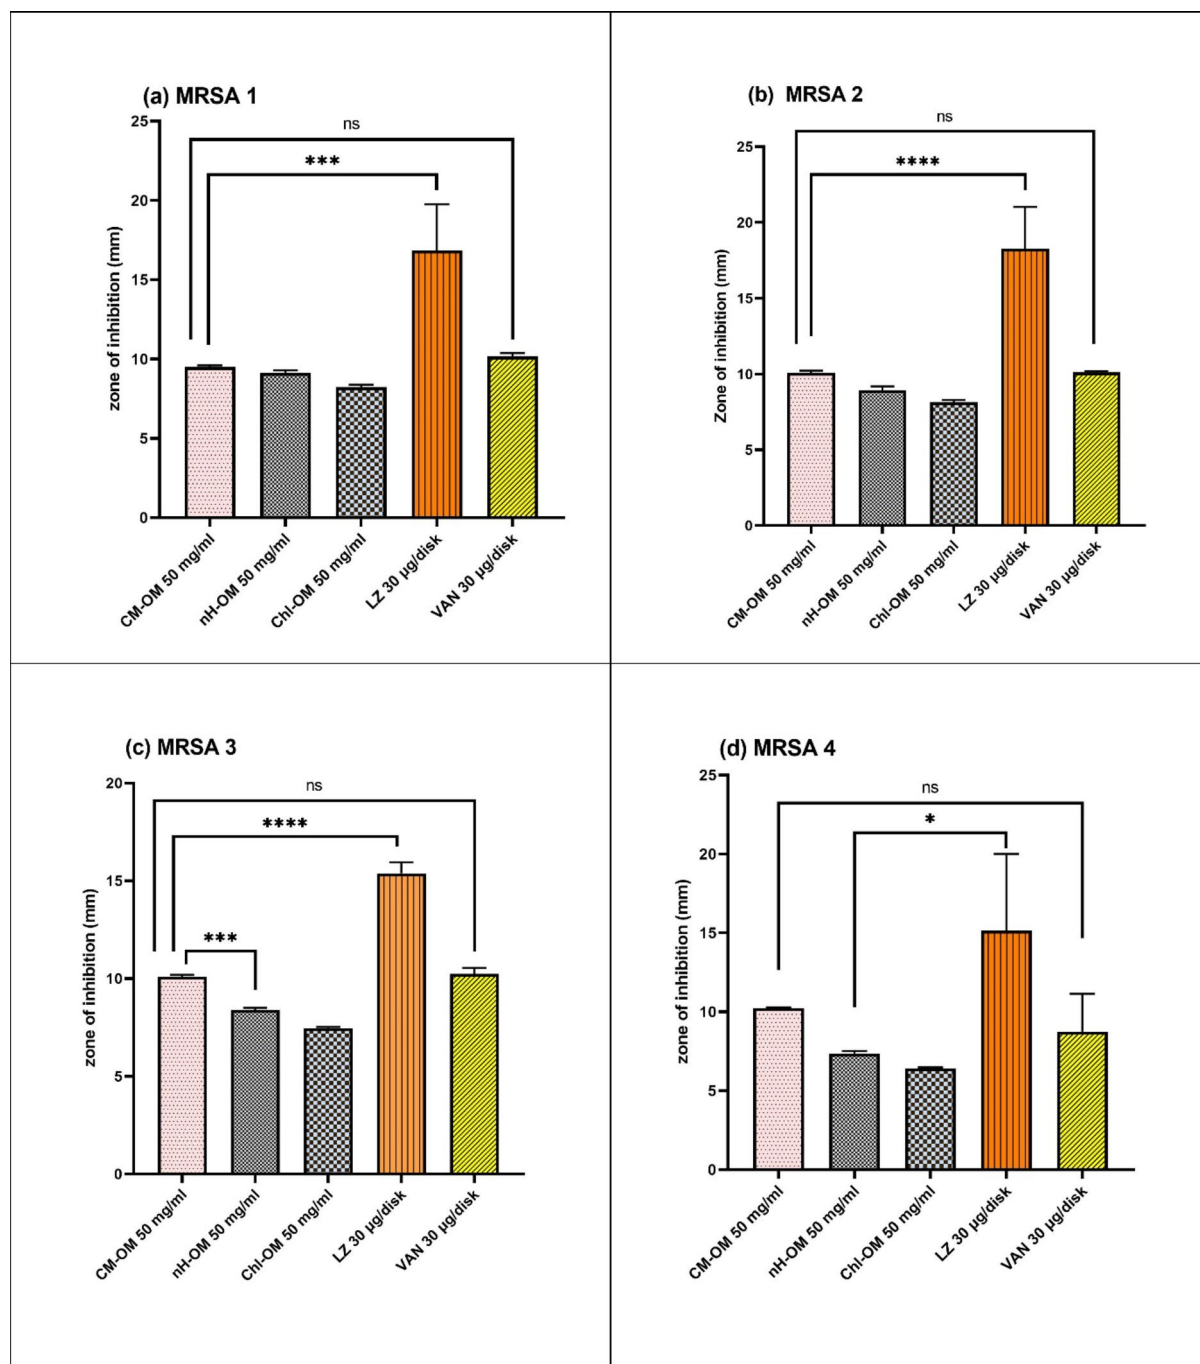 (a) MRSA 1
ns
***
zone of inhibition (mm)
25
20
15
10
5
0
CM-OM 50 mg/ml
nH-OM 50 mg/ml
Chl-OM 50 mg/ml
LZ 30 µg/disk
VAN 30 µg/disk
(b) MRSA 2
ns
****
Zone of inhibition (mm)
25
20
15
10
5
0
CM-OM 50 mg/ml
nH-OM 50 mg/ml
Chl-OM 50 mg/ml
LZ 30 µg/disk
VAN 30 µg/disk
(c) MRSA 3
ns
****
***
zone of inhibition (mm)
20
15
10
5
0
CM-OM 50 mg/ml
nH-OM 50 mg/ml
Chl-OM 50 mg/ml
LZ 30 µg/disk
VAN 30 µg/disk
(d) MRSA 4
ns
*
zone of inhibition (mm)
25
20
15
10
5
0
CM-OM 50 mg/ml
nH-OM 50 mg/ml
Chl-OM 50 mg/ml
LZ 30 µg/disk
VAN 30 µg/disk